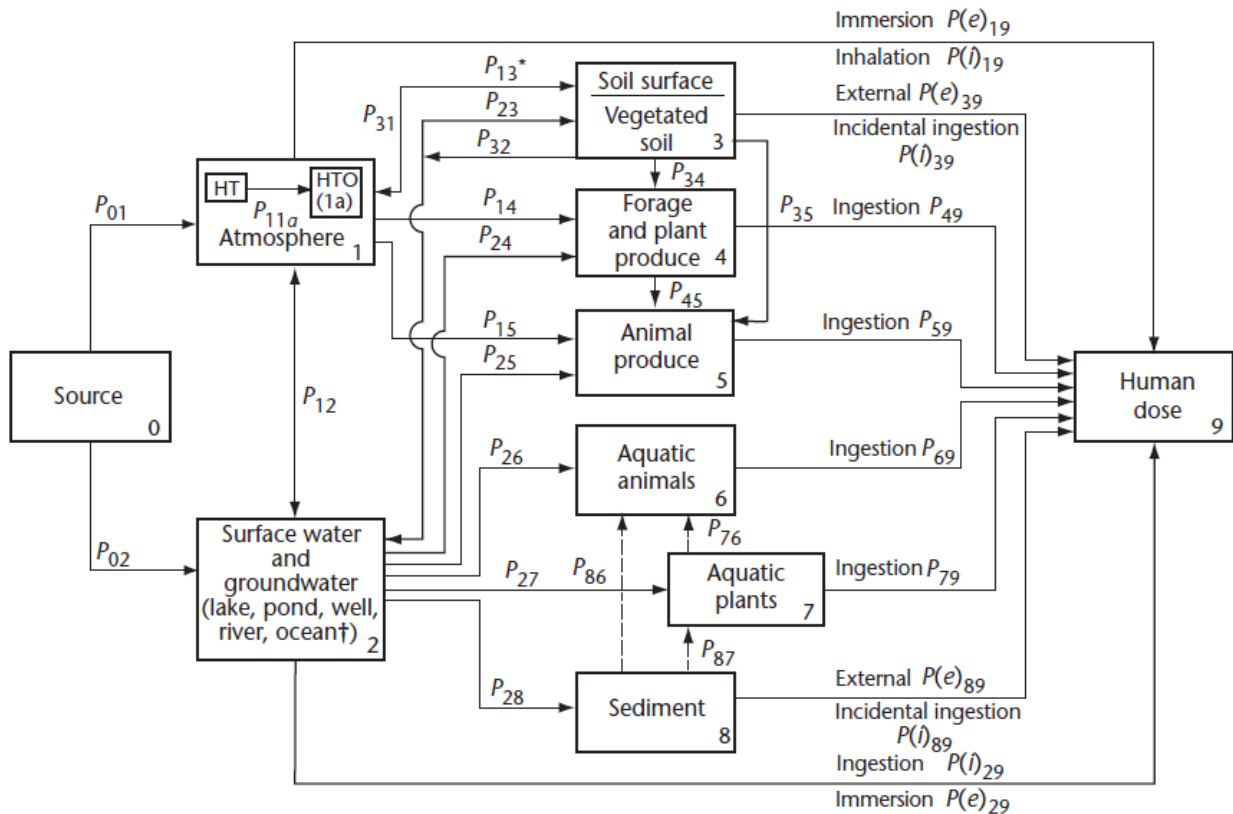 Immersion P(e)19
Inhalation P(i)19
P13*
Soil surface
Vegetated
soil
3
External P(e)39
Incidental ingestion
P(i)39
P31
P23
P32
P34
HT
HTO
(1a)
P11a
Atmosphere
1
P01
P14
P24
Forage
and plant
produce
4
P35
Ingestion P49
P45
P15
P25
Animal
produce
5
Ingestion P59
Source
0
P12
Human
dose
9
P26
Aquatic
animals
6
Ingestion P69
P02
Surface water
and
groundwater
(lake, pond, well,
river, ocean†)
2
P76
P27
P86
Aquatic
plants
7
Ingestion P79
P87
P28
Sediment
8
External P(e)89
Incidental ingestion
P(i)89
Ingestion P(i)29
Immersion P(e)29